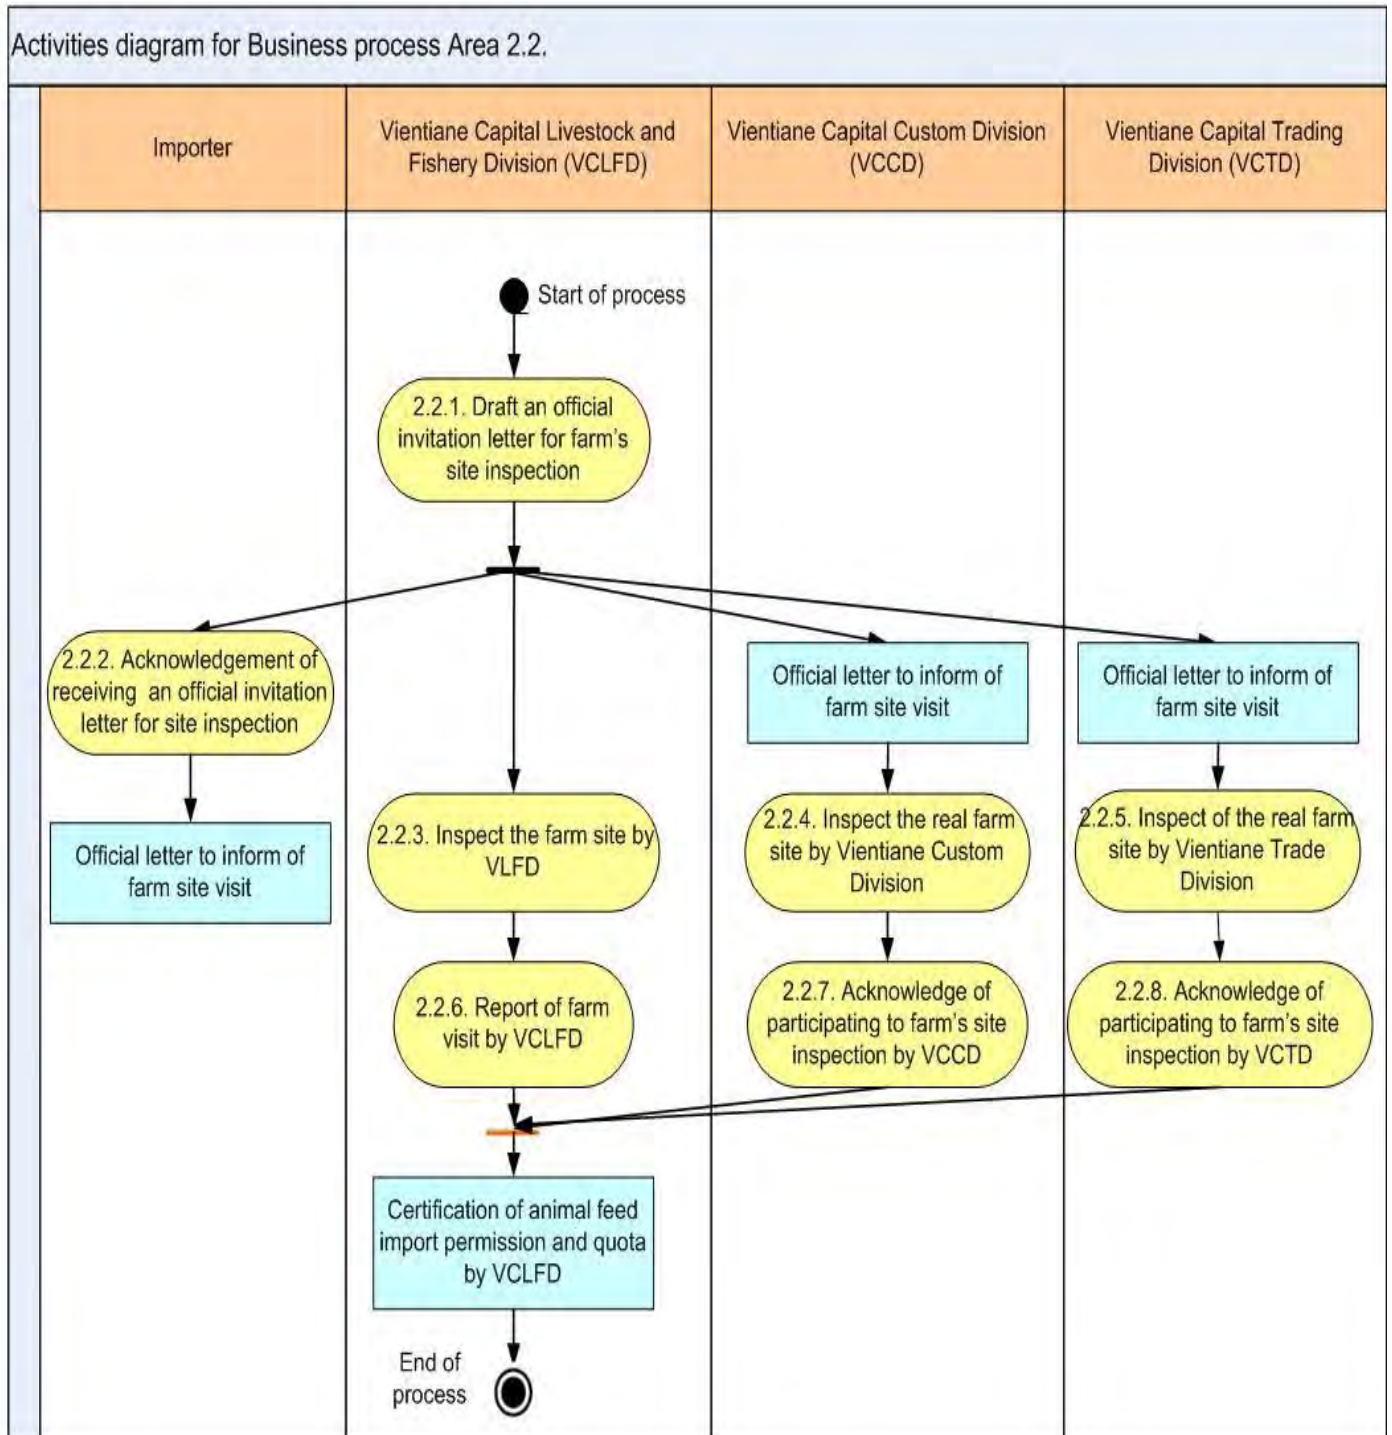 Activities diagram for Business process Area 2.2.
Importer
Vientiane Capital Livestock and
Fishery Division (VCLFD)
Vientiane Capital Custom Division
(VCCD)
Vientiane Capital Trading
Division (VCTD)
Start of process
2.2.1. Draft an official
invitation letter for farm's
site inspection
2.2.2. Acknowledgement of
receiving an official invitation
letter for site inspection
Official letter to inform of
farm site visit
Official letter to inform of
farm site visit
Official letter to inform of
farm site visit
2.2.3. Inspect the farm site by
VLFD
2.2.4. Inspect the real farm
site by Vientiane Custom
Division
2.2.5. Inspect of the real farm
site by Vientiane Trade
Division
2.2.6. Report of farm
visit by VCLFD
2.2.7. Acknowledge of
participating to farm's site
inspection by VCCD
2.2.8. Acknowledge of
participating to farm's site
inspection by VCTD
Certification of animal feed
import permission and quota
by VCLFD
End of
process